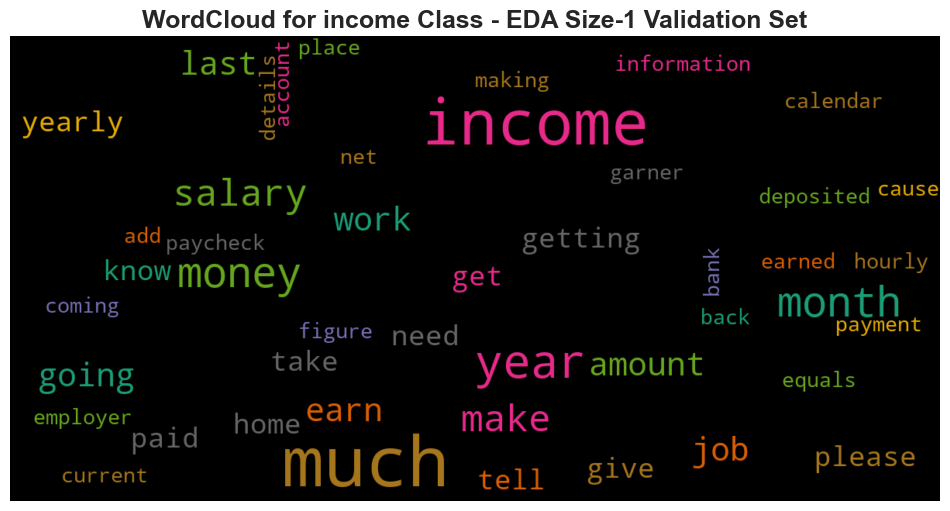 WordCloud for income Class - EDA Size-1 Validation Set
place
last
account
details
information
making
calendar
yearly
income
net
garner
salary
deposited
cause
work
add
paycheck
getting
know
money
get
bank
earned
hourly
coming
month
back
payment
figure
need
take
year
amount
going
equals
employer
earn
make
home
paid
much
job
please
current
tell
give